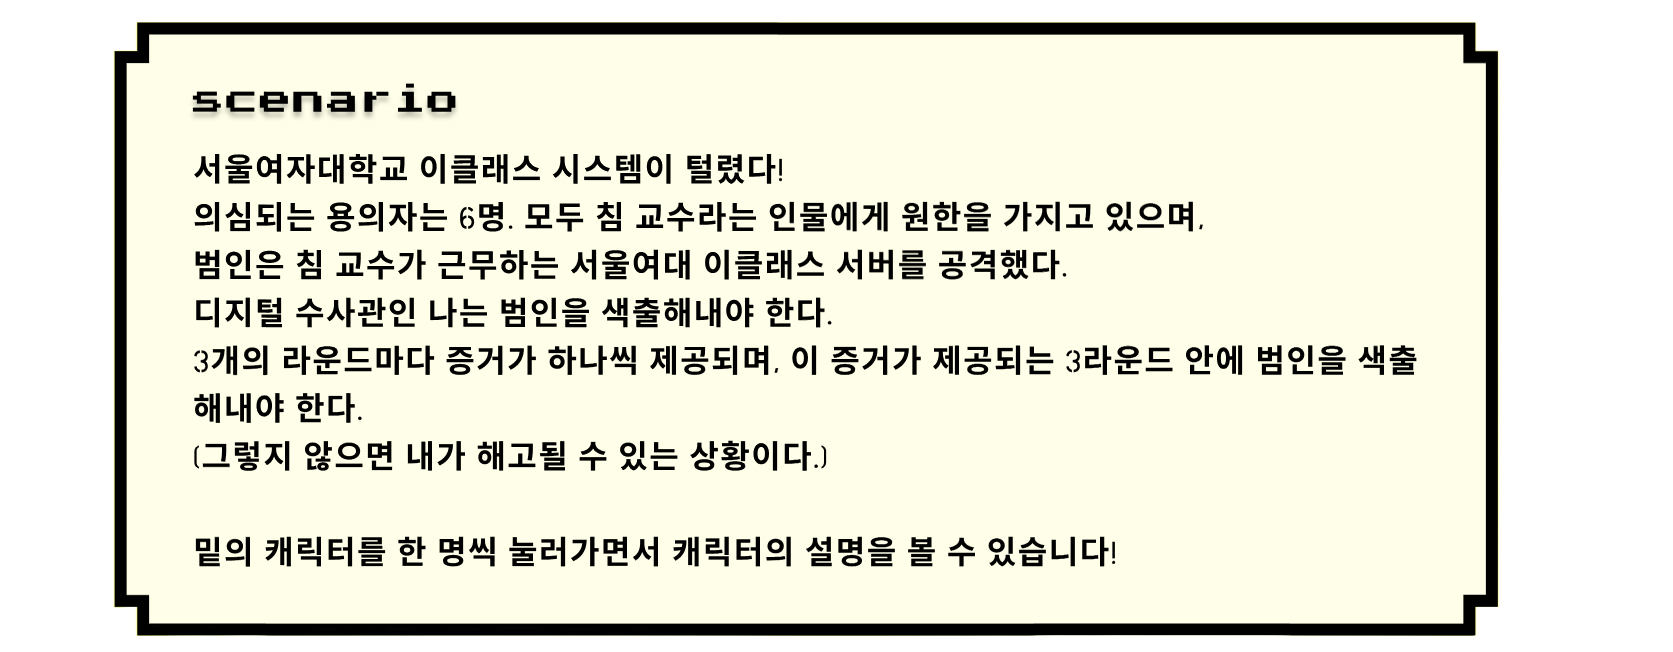 scenario
서울여자대학교 이클래스 시스템이 털렸다!
의심되는 용의자는 6명. 모두 침 교수라는 인물에게 원한을 가지고 있으며,
범인은 침 교수가 근무하는 서울여대 이클래스 서버를 공격했다.
디지털 수사관인 나는 범인을 색출해내야 한다.
3개의 라운드마다 증거가 하나씩 제공되며, 이 증거가 제공되는 3라운드 안에 범인을 색출
해내야 한다.
(그렇지 않으면 내가 해고될 수 있는 상황이다.)
밑의 캐릭터를 한 명씩 눌러가면서 캐릭터의 설명을 볼 수 있습니다!